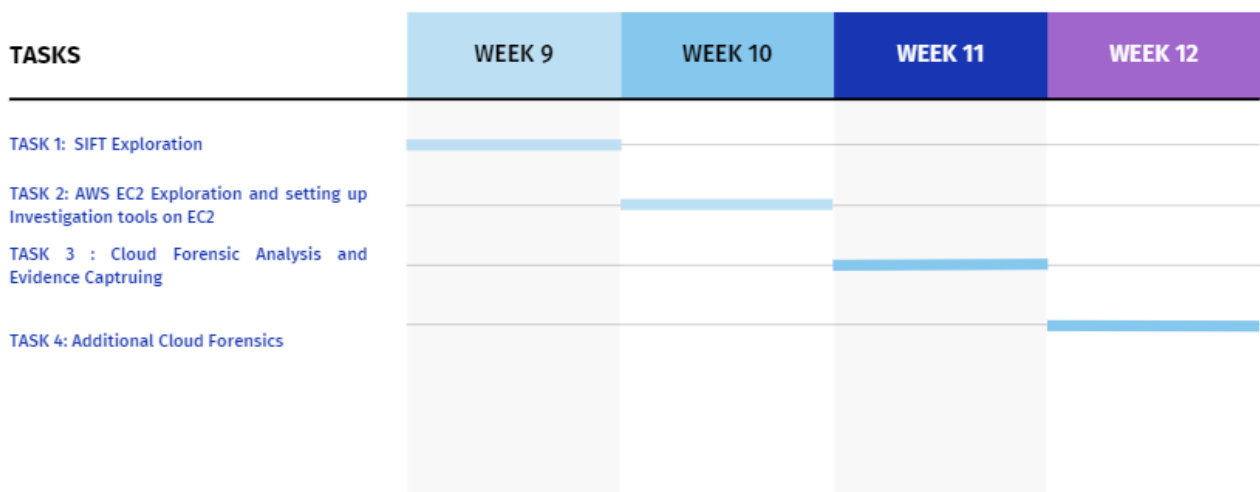 TASKS
WEEK 9
WEEK 10
WEEK 11
WEEK 12
TASK 1: SIFT Exploration
TASK 2: AWS EC2 Exploration and setting up
Investigation tools on EC2
TASK 3 : Cloud Forensic Analysis and
Evidence Captruing
TASK 4: Additional Cloud Forensics